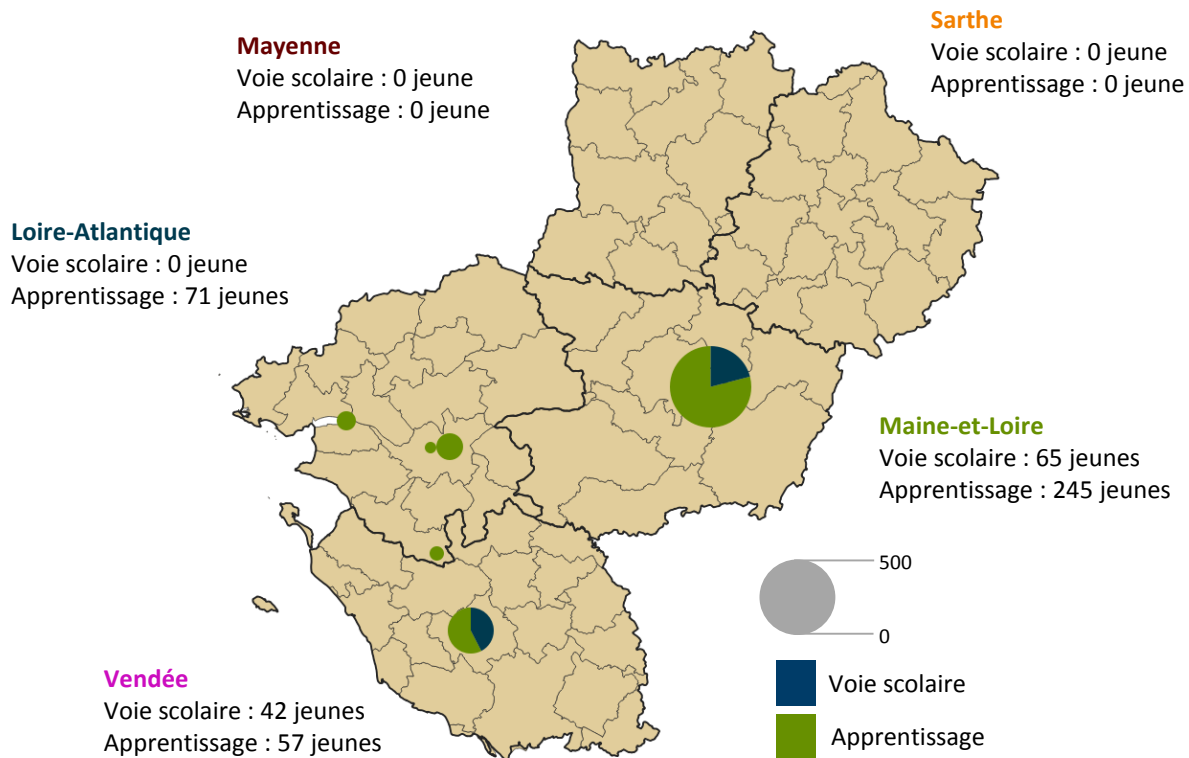 Sarthe
Voie scolaire : 0 jeune
Apprentissage : 0 jeune
Mayenne
Voie scolaire : 0 jeune
Apprentissage : 0 jeune
Loire-Atlantique
Voie scolaire : 0 jeune
Apprentissage : 71 jeunes
Maine-et-Loire
Voie scolaire : 65 jeunes
Apprentissage : 245 jeunes
500
0
Vendée
Voie scolaire : 42 jeunes
Apprentissage : 57 jeunes
Voie scolaire
Apprentissage